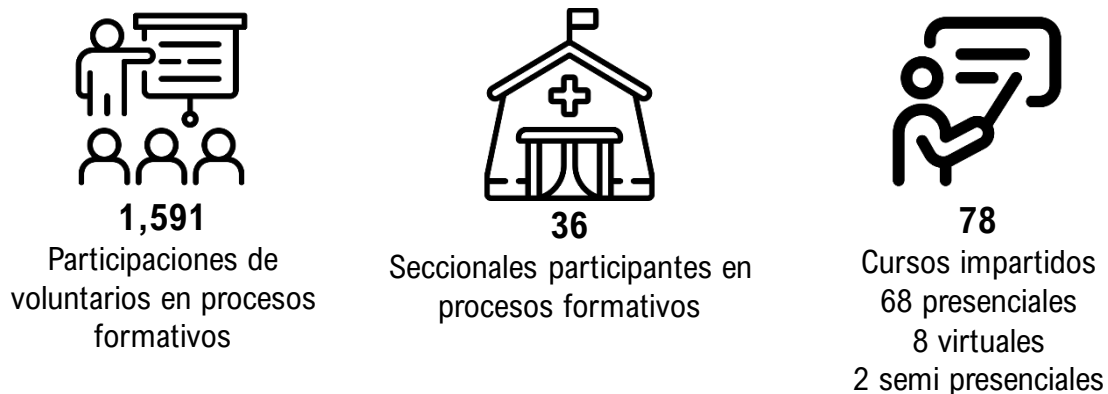 1,591
Participaciones de
voluntarios en procesos
formativos
36
Seccionales participantes en
procesos formativos
78
Cursos impartidos
68 presenciales
8 virtuales
2 semi presenciales